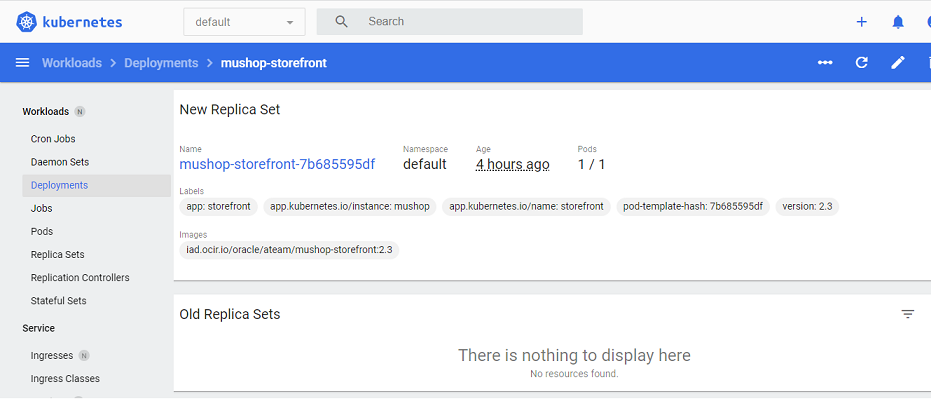 kubernetes
default
Search
Workloads > Deployments > mushop-storefront
Workloads N
Cron Jobs
Daemon Sets
Deployments
Jobs
Pods
Replica Sets
Replication Controllers
Stateful Sets
Service
Ingresses N
Ingress Classes
New Replica Set
Name Namespace Age Pods
mushop-storefront-7b685595df default 4 hours ago 1 / 1
Labels
app: storefront app.kubernetes.io/instance: mushop app.kubernetes.io/name: storefront pod-template-hash: 7b685595df version: 2.3
Images
iad.ocir.io/oracle/ateam/mushop-storefront:2.3
Old Replica Sets
There is nothing to display here
No resources found.